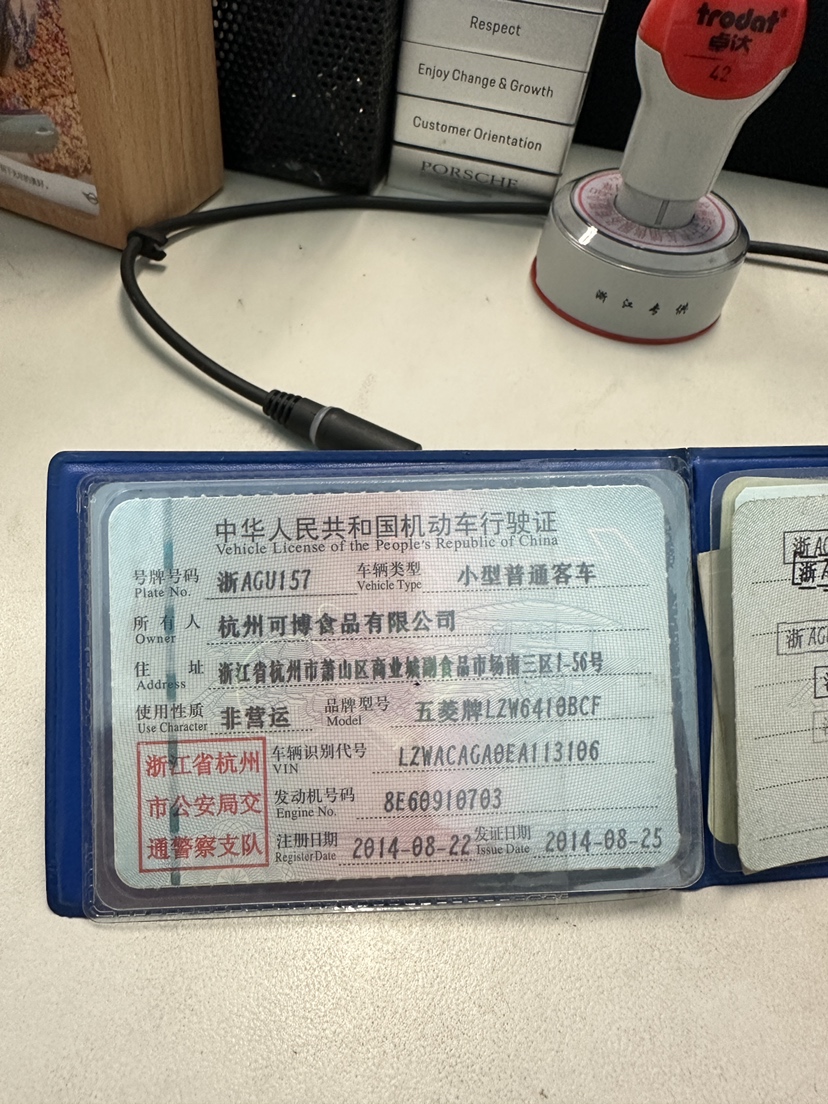 Respect
Enjoy Change & Growth
Customer Orientation
PORSCHE
trodat
卓达
42
浙江专供
中华人民共和国机动车行驶证
Vehicle License of the People's Republic of China
号牌号码 浙AGU157 车辆类型 小型普通客车
Plate No. Vehicle Type
所有人 杭州可博食品有限公司
Owner
住址 浙江省杭州市萧山区商业城副食品市场南三区1-56号
Address
使用性质 非营运 品牌型号 五菱牌LZW6410BCF
Use Character Model
浙江省杭州
市公安局交
通警察支队
车辆识别代号 LZWACAGA0EA113106
VIN
发动机号码 8E60910703
Engine No.
注册日期 2014-08-22 发证日期 2014-08-25
Register Date Issue Date
浙AG
浙A
浙AG